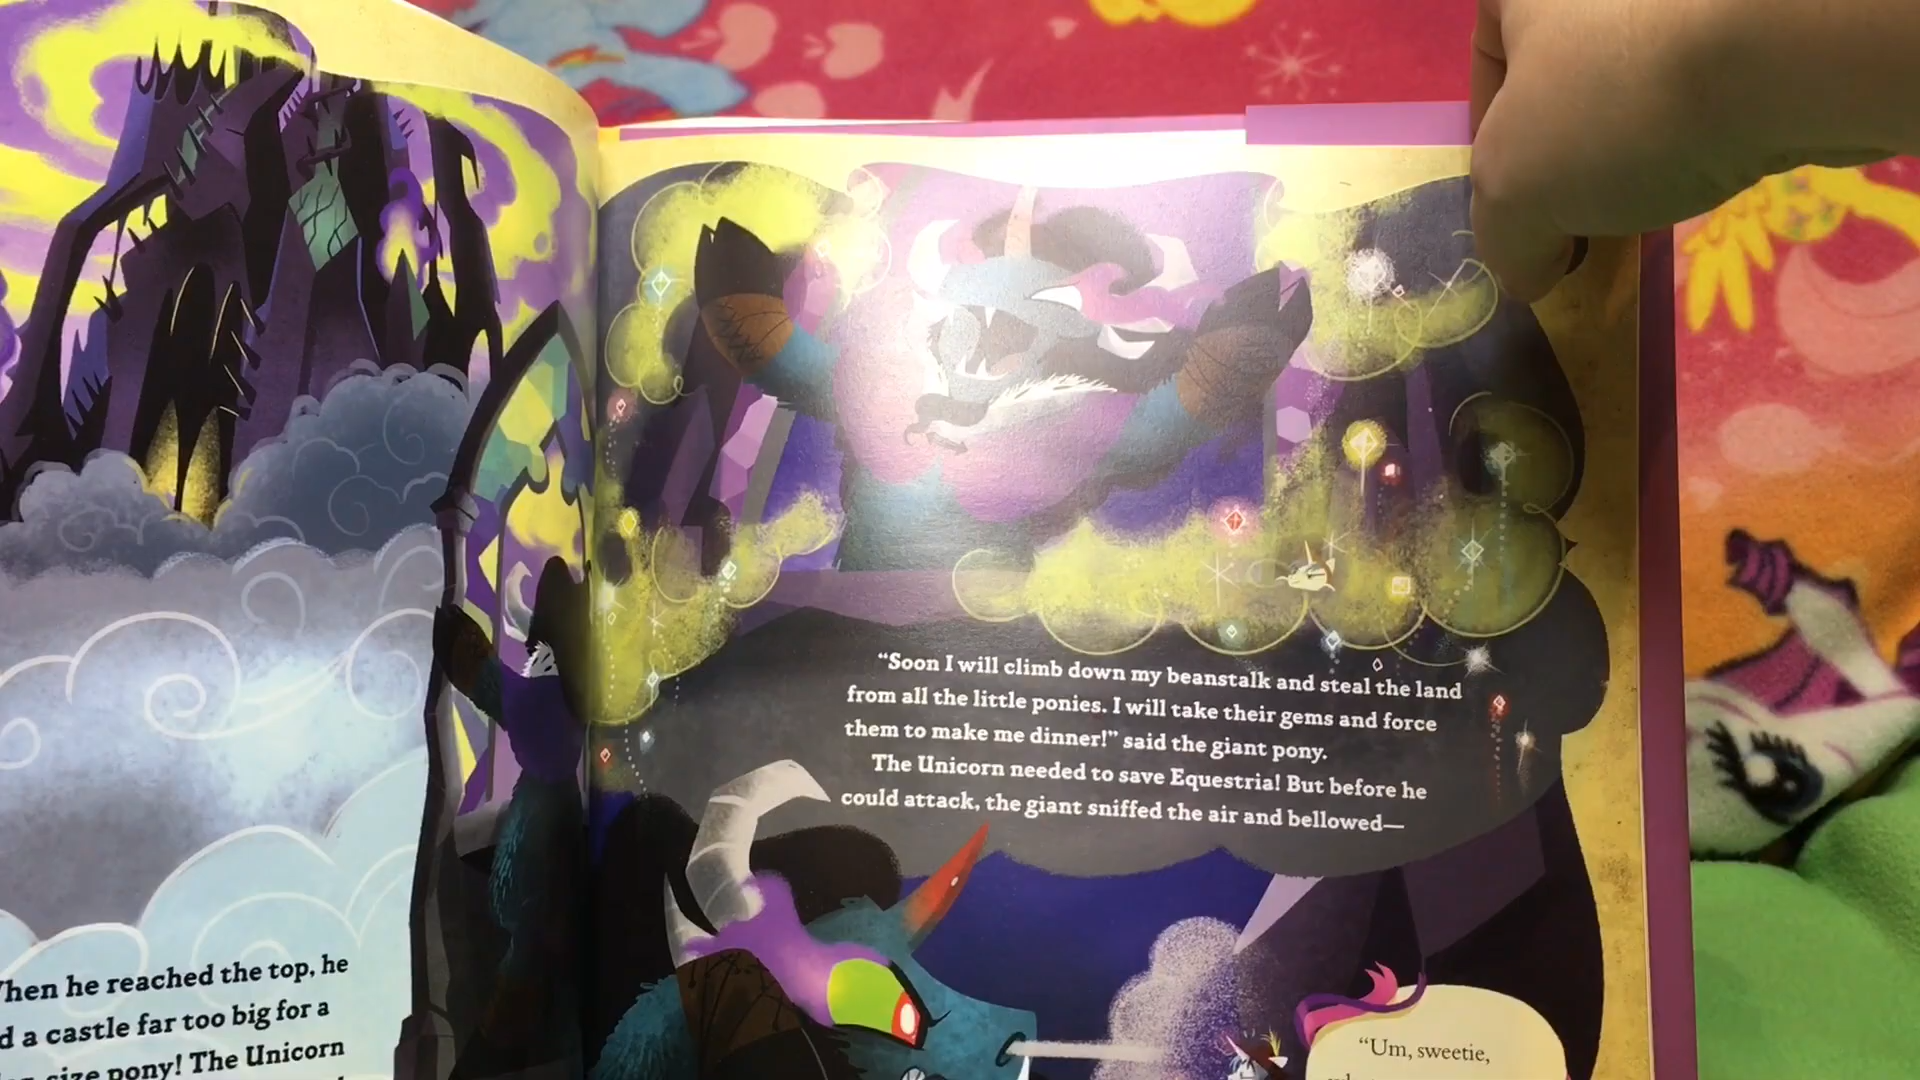 When he reached the top, he
d a castle far too big for a
size pony! The Unicorn
“Soon I will climb down my beanstalk and steal the land
from all the little ponies. I will take their gems and force
them to make me dinner!” said the giant pony.
The Unicorn needed to save Equestria! But before he
could attack, the giant sniffed the air and bellowed—
“Um, sweetie,